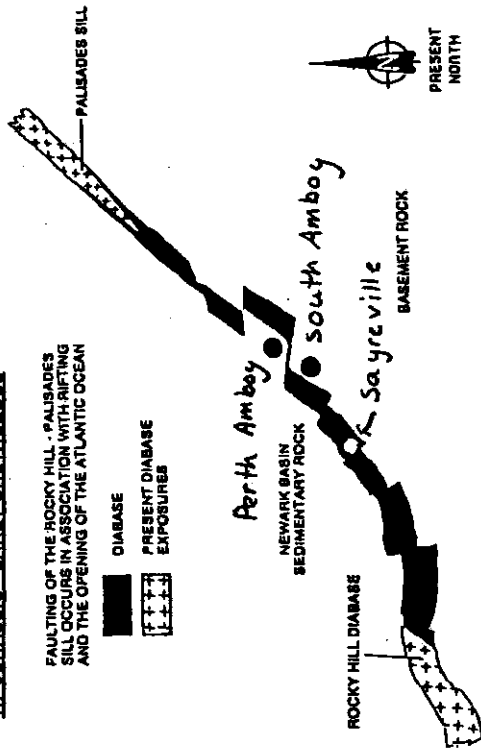 FAULTING OF THE ROCKY HILL - PALISADES
SILL OCCURS IN ASSOCIATION WITH RIFTING
AND THE OPENING OF THE ATLANTIC OCEAN
DIABASE
PRESENT DIABASE
EXPOSURES
PALISADES SILL
Perth Amboy
South Amboy
Sayreville
NEWARK BASIN
SEDIMENTARY ROCK
BASEMENT ROCK
ROCKY HILL DIABASE
N
PRESENT
NORTH